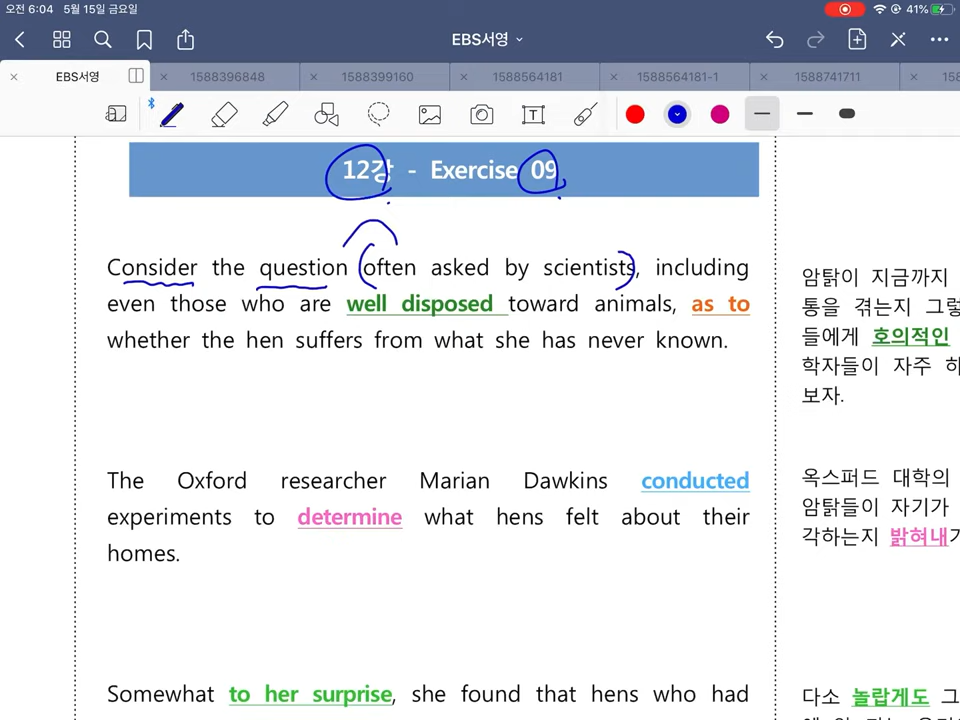 오전 6:04 5월 15일 금요일
41%
EBS서영
EBS서영
1588396848
1588399160
1588564181
1588564181-1
1588741711
158
12강 - Exercise 09
Consider the question often asked by scientists, including
even those who are well disposed toward animals, as to
whether the hen suffers from what she has never known.
암탉이 지금까지
통을 겪는지 그렇
들에게 호의적인
학자들이 자주 하
보자.
The Oxford researcher Marian Dawkins conducted
experiments to determine what hens felt about their
homes.
옥스퍼드 대학의
암탉들이 자기가
각하는지 밝혀내기
Somewhat to her surprise, she found that hens who had
다소 놀랍게도 그